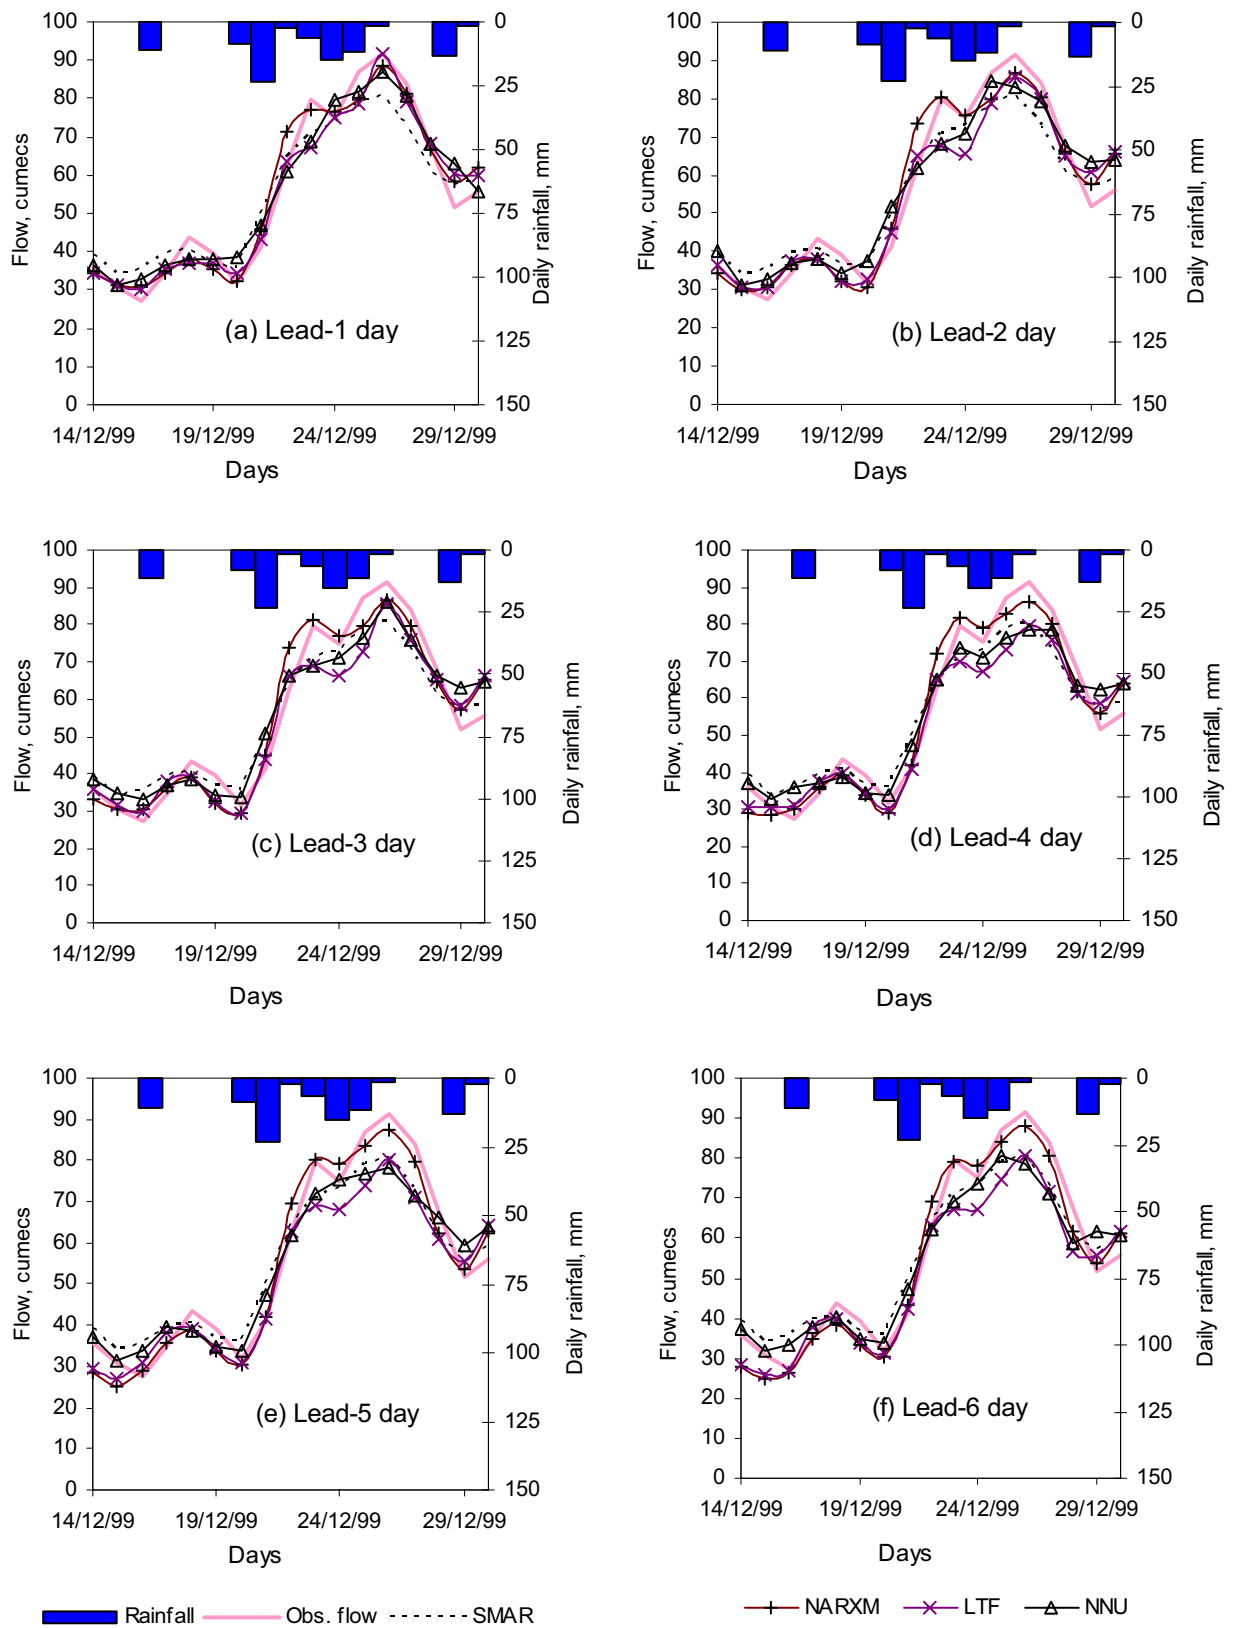 100 0 100 0
90 90
80 25 80 25
70 70
60 50 60 50
50 75 50 75
40 40
30 100 30 100
20 125 20 125
10 10
0 150 0 150
Flow, cumecs
Daily rainfall, mm
(a) Lead-1 day
14/12/99 19/12/99 24/12/99 29/12/99
Days
Flow, cumecs
Daily rainfall, mm
(b) Lead-2 day
14/12/99 19/12/99 24/12/99 29/12/99
Days
100 0 100 0
90 90
80 25 80 25
70 70
60 50 60 50
50 75 50 75
40 40
30 100 30 100
20 125 20 125
10 10
0 150 0 150
Flow, cumecs
Daily rainfall, mm
(c) Lead-3 day
14/12/99 19/12/99 24/12/99 29/12/99
Days
Flow, cumecs
Daily rainfall, mm
(d) Lead-4 day
14/12/99 19/12/99 24/12/99 29/12/99
Days
100 0 100 0
90 90
80 25 80 25
70 70
60 50 60 50
50 75 50 75
40 40
30 100 30 100
20 125 20 125
10 10
0 150 0 150
Flow, cumecs
Daily rainfall, mm
(e) Lead-5 day
14/12/99 19/12/99 24/12/99 29/12/99
Days
Flow, cumecs
Daily rainfall, mm
(f) Lead-6 day
14/12/99 19/12/99 24/12/99 29/12/99
Days
Rainfall Obs. flow SMAR NARXM LTF NNU